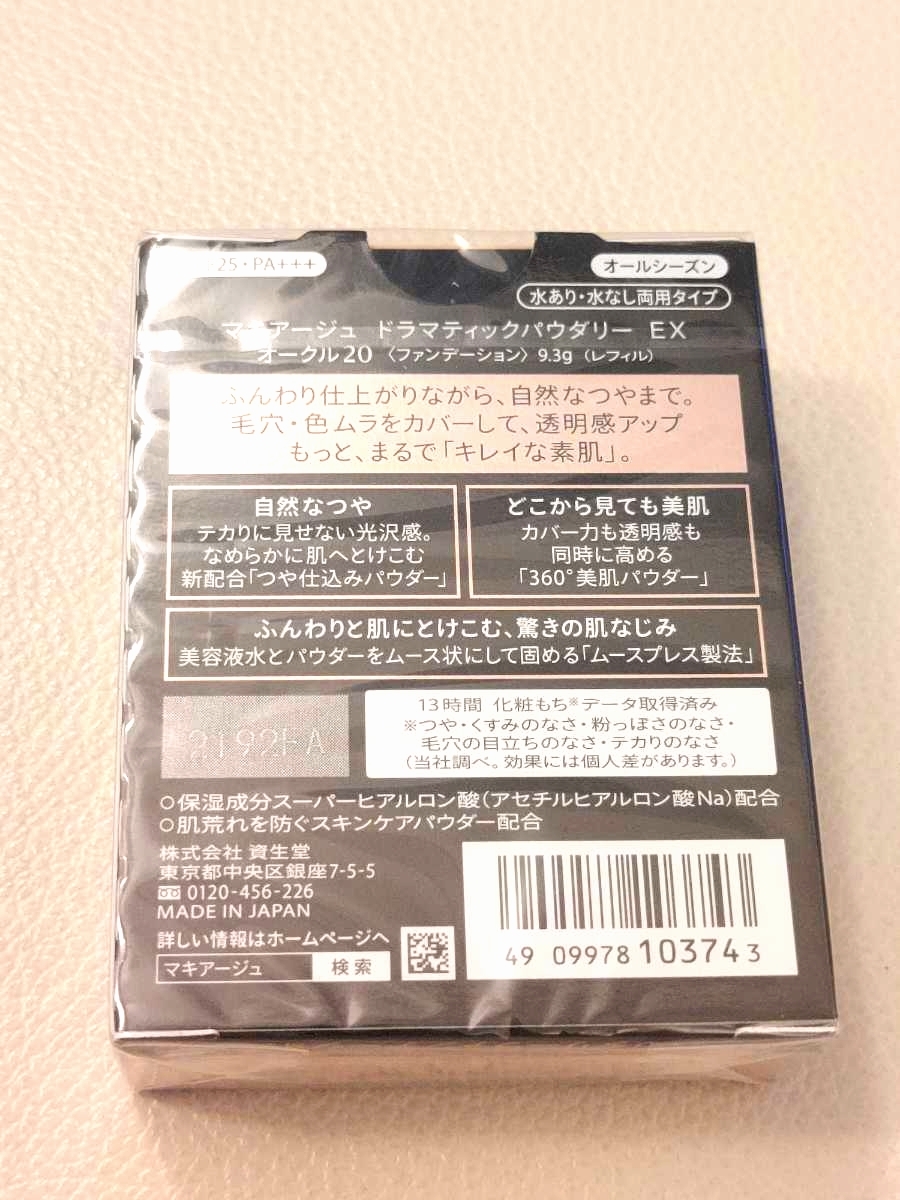 25・PA+++
オールシーズン
水あり・水なし両用タイプ
マキアージュ ドラマティックパウダリー EX
オークル20 〈ファンデーション〉 9.3g （レフィル）
ふんわり仕上がりながら、自然なつやまで。
毛穴・色ムラをカバーして、透明感アップ
もっと、まるで「キレイな素肌」。
自然なつや
テカリに見せない光沢感。
なめらかに肌へとけこむ
新配合「つや仕込みパウダー」
どこから見ても美肌
カバー力も透明感も
同時に高める
「360°美肌パウダー」
ふんわりと肌にとけこむ、驚きの肌なじみ
美容液水とパウダーをムース状にして固める「ムースプレス製法」
13時間 化粧もち※データ取得済み
※つや・くすみのなさ・粉っぽさのなさ・
毛穴の目立ちのなさ・テカリのなさ
（当社調べ。効果には個人差があります。）
○保湿成分スーパーヒアルロン酸（アセチルヒアルロン酸Na）配合
○肌荒れを防ぐスキンケアパウダー配合
株式会社 資生堂
東京都中央区銀座7-5-5
0120-456-226
MADE IN JAPAN
詳しい情報はホームページへ
マキアージュ 検索
49 09978 103743